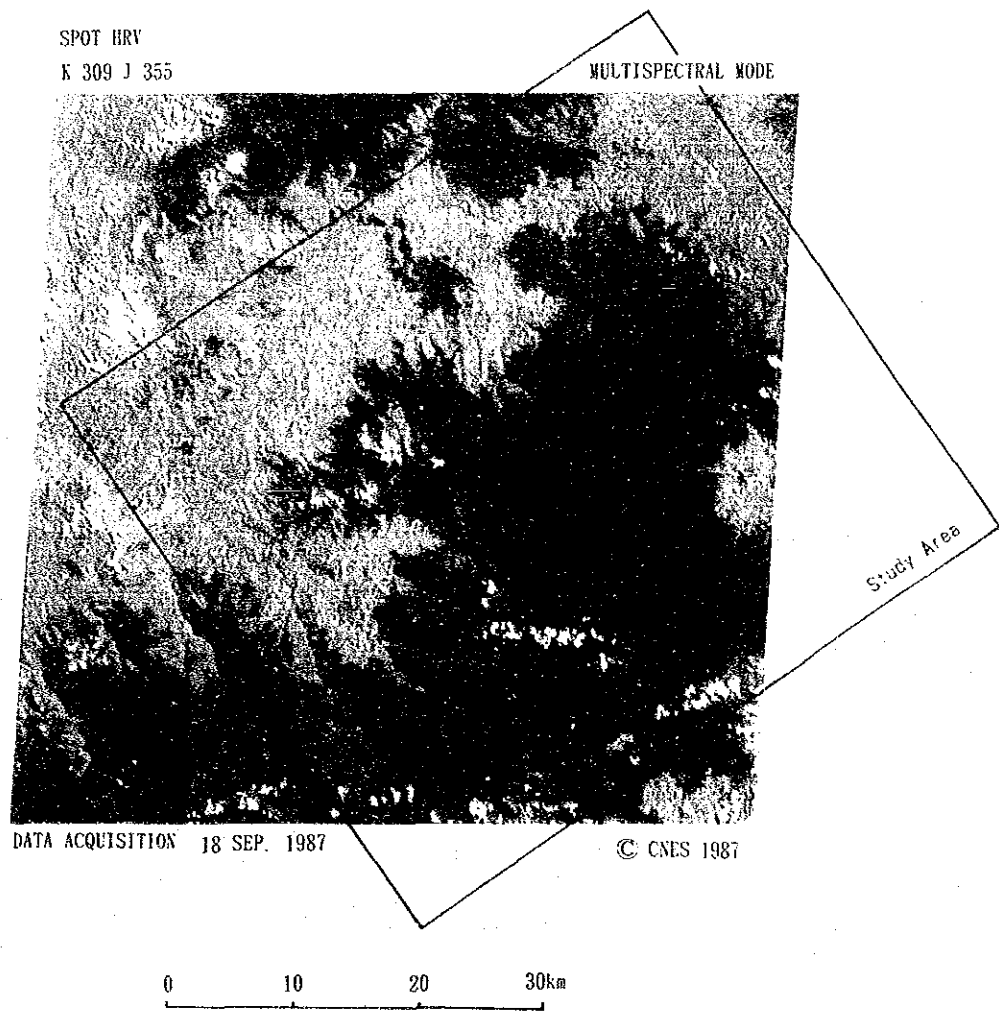 SPOT HRV
K 309 J 355
MULTISPECTRAL MODE
Study Area
DATA ACQUISITION 18 SEP. 1987
© CNES 1987
0 10 20 30km